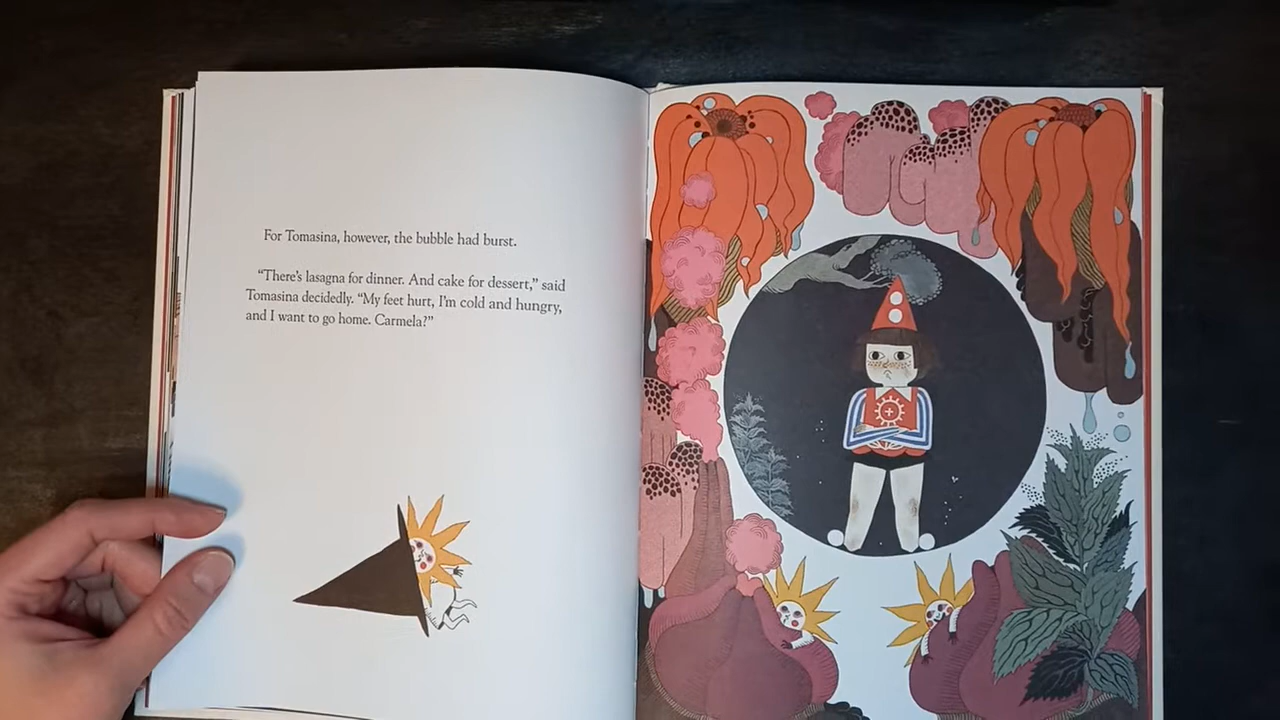 For Tomasina, however, the bubble had burst.
“There’s lasagna for dinner. And cake for dessert,” said
Tomasina decidedly. “My feet hurt, I’m cold and hungry,
and I want to go home. Carmela?”